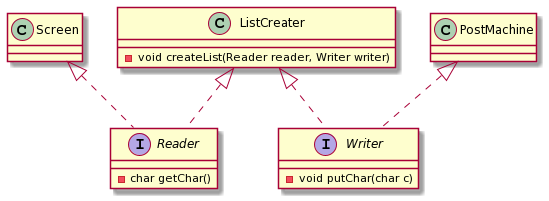 C Screen
C ListCreater
void createList(Reader reader, Writer writer)
C PostMachine
I Reader
char getChar()
I Writer
void putChar(char c)